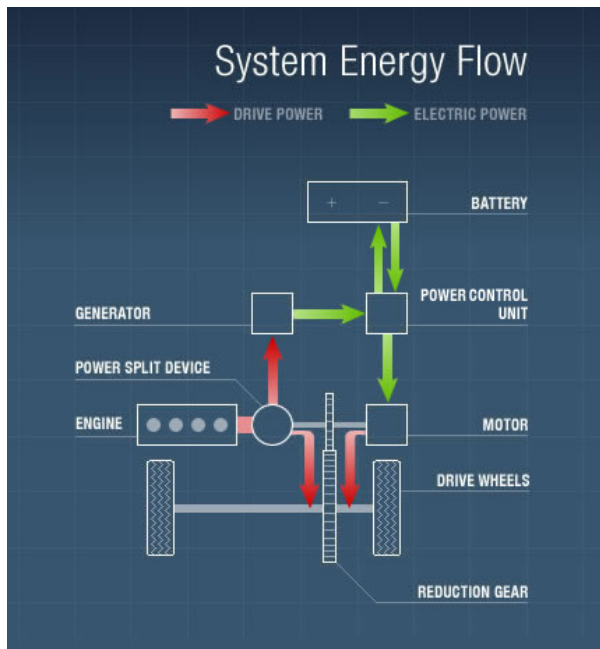 System Energy Flow
DRIVE POWER
ELECTRIC POWER
+ −
BATTERY
POWER CONTROL
UNIT
GENERATOR
POWER SPLIT DEVICE
ENGINE
MOTOR
DRIVE WHEELS
REDUCTION GEAR